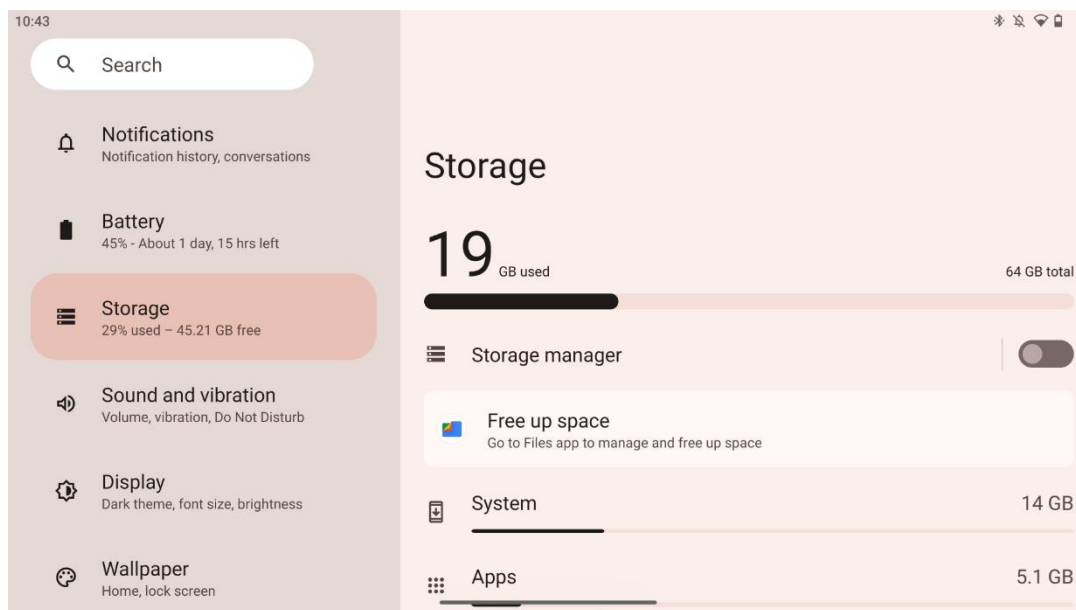 10:43
Search
Notifications
Notification history, conversations
Battery
45% - About 1 day, 15 hrs left
Storage
29% used – 45.21 GB free
Sound and vibration
Volume, vibration, Do Not Disturb
Display
Dark theme, font size, brightness
Wallpaper
Home, lock screen
Storage
19 GB used
64 GB total
Storage manager
Free up space
Go to Files app to manage and free up space
System
14 GB
Apps
5.1 GB